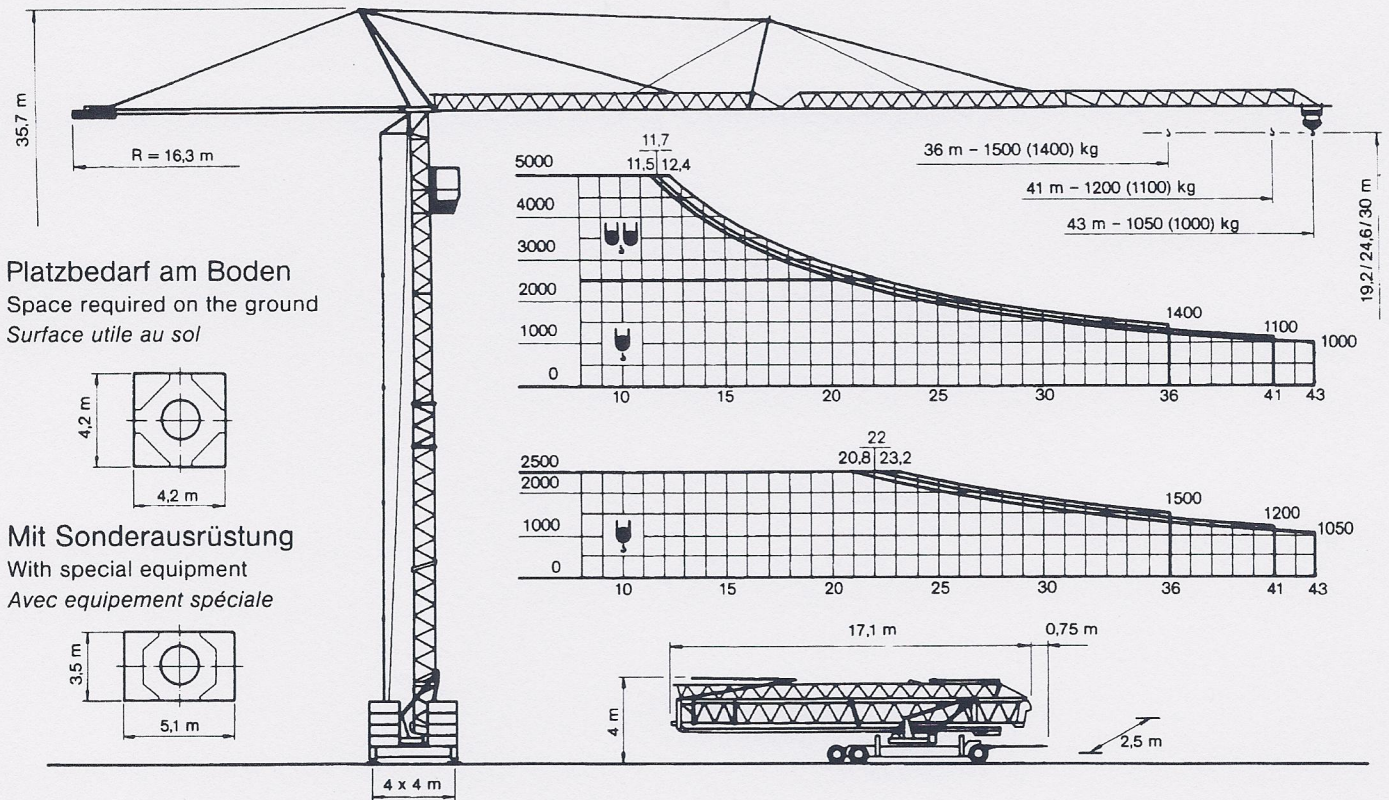 35,7 m
R = 16,3 m
36 m – 1500 (1400) kg
41 m – 1200 (1100) kg
43 m – 1050 (1000) kg
19,2/24,6/30 m
Platzbedarf am Boden
Space required on the ground
Surface utile au sol
4,2 m
4,2 m
Mit Sonderausrüstung
With special equipment
Avec equipement spéciale
3,5 m
5,1 m
4 x 4 m
11,7
11,5 12,4
5000
4000
3000
2000
1000
0
1400
1100
1000
10 15 20 25 30 36 41 43
22
20,8 23,2
2500
2000
1000
0
1500
1200
1050
10 15 20 25 30 36 41 43
17,1 m
0,75 m
4 m
2,5 m